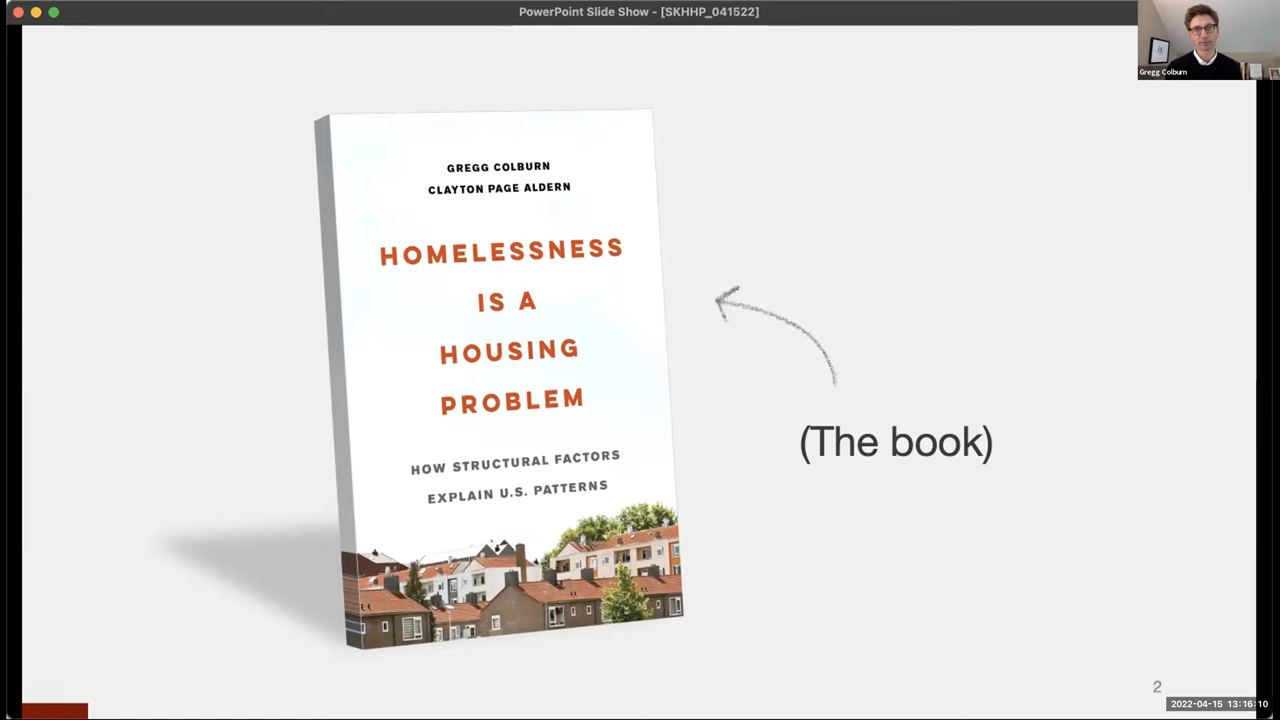 PowerPoint Slide Show - [SKHHP_041522]
Gregg Colburn
GREGG COLBURN
CLAYTON PAGE ALDERN
HOMELESSNESS
IS A
HOUSING
PROBLEM
HOW STRUCTURAL FACTORS
EXPLAIN U.S. PATTERNS
(The book)
2
2022-04-15 13:16:10